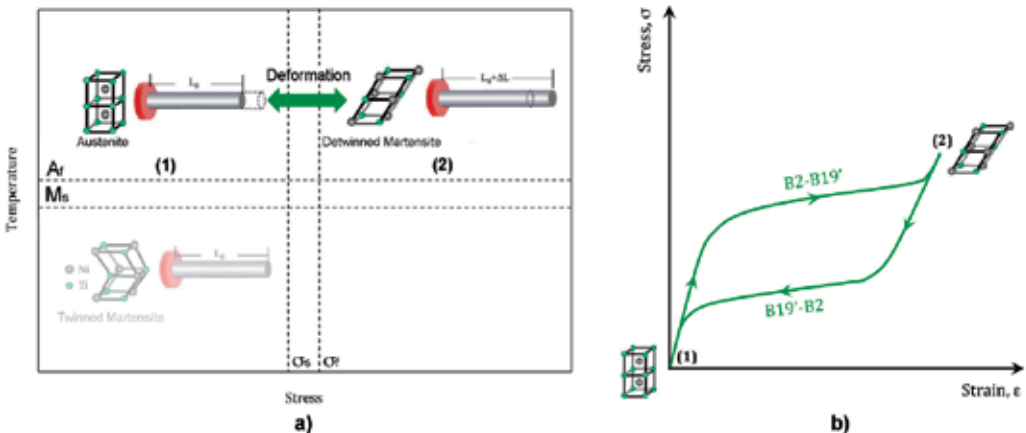 L₀
Deformation
L₀+ΔL
Austenite
Detwinned Martensite
(1)
(2)
Af
Ms
Temperature
L₀
Ni
Ti
Twinned Martensite
σs
σf
Stress
a)
Stress, σ
(2)
B2-B19'
B19'-B2
(1)
Strain, ε
b)